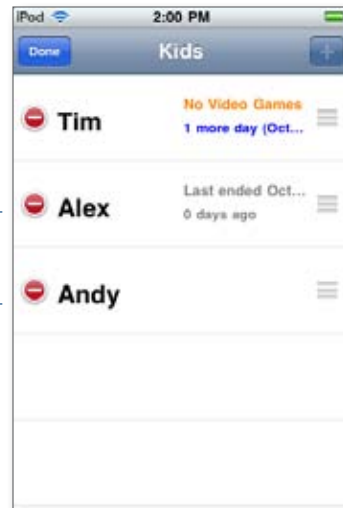 iPod 2:00 PM
Done Kids +
Tim
No Video Games
1 more day (Oct...
Alex
Last ended Oct...
0 days ago
Andy